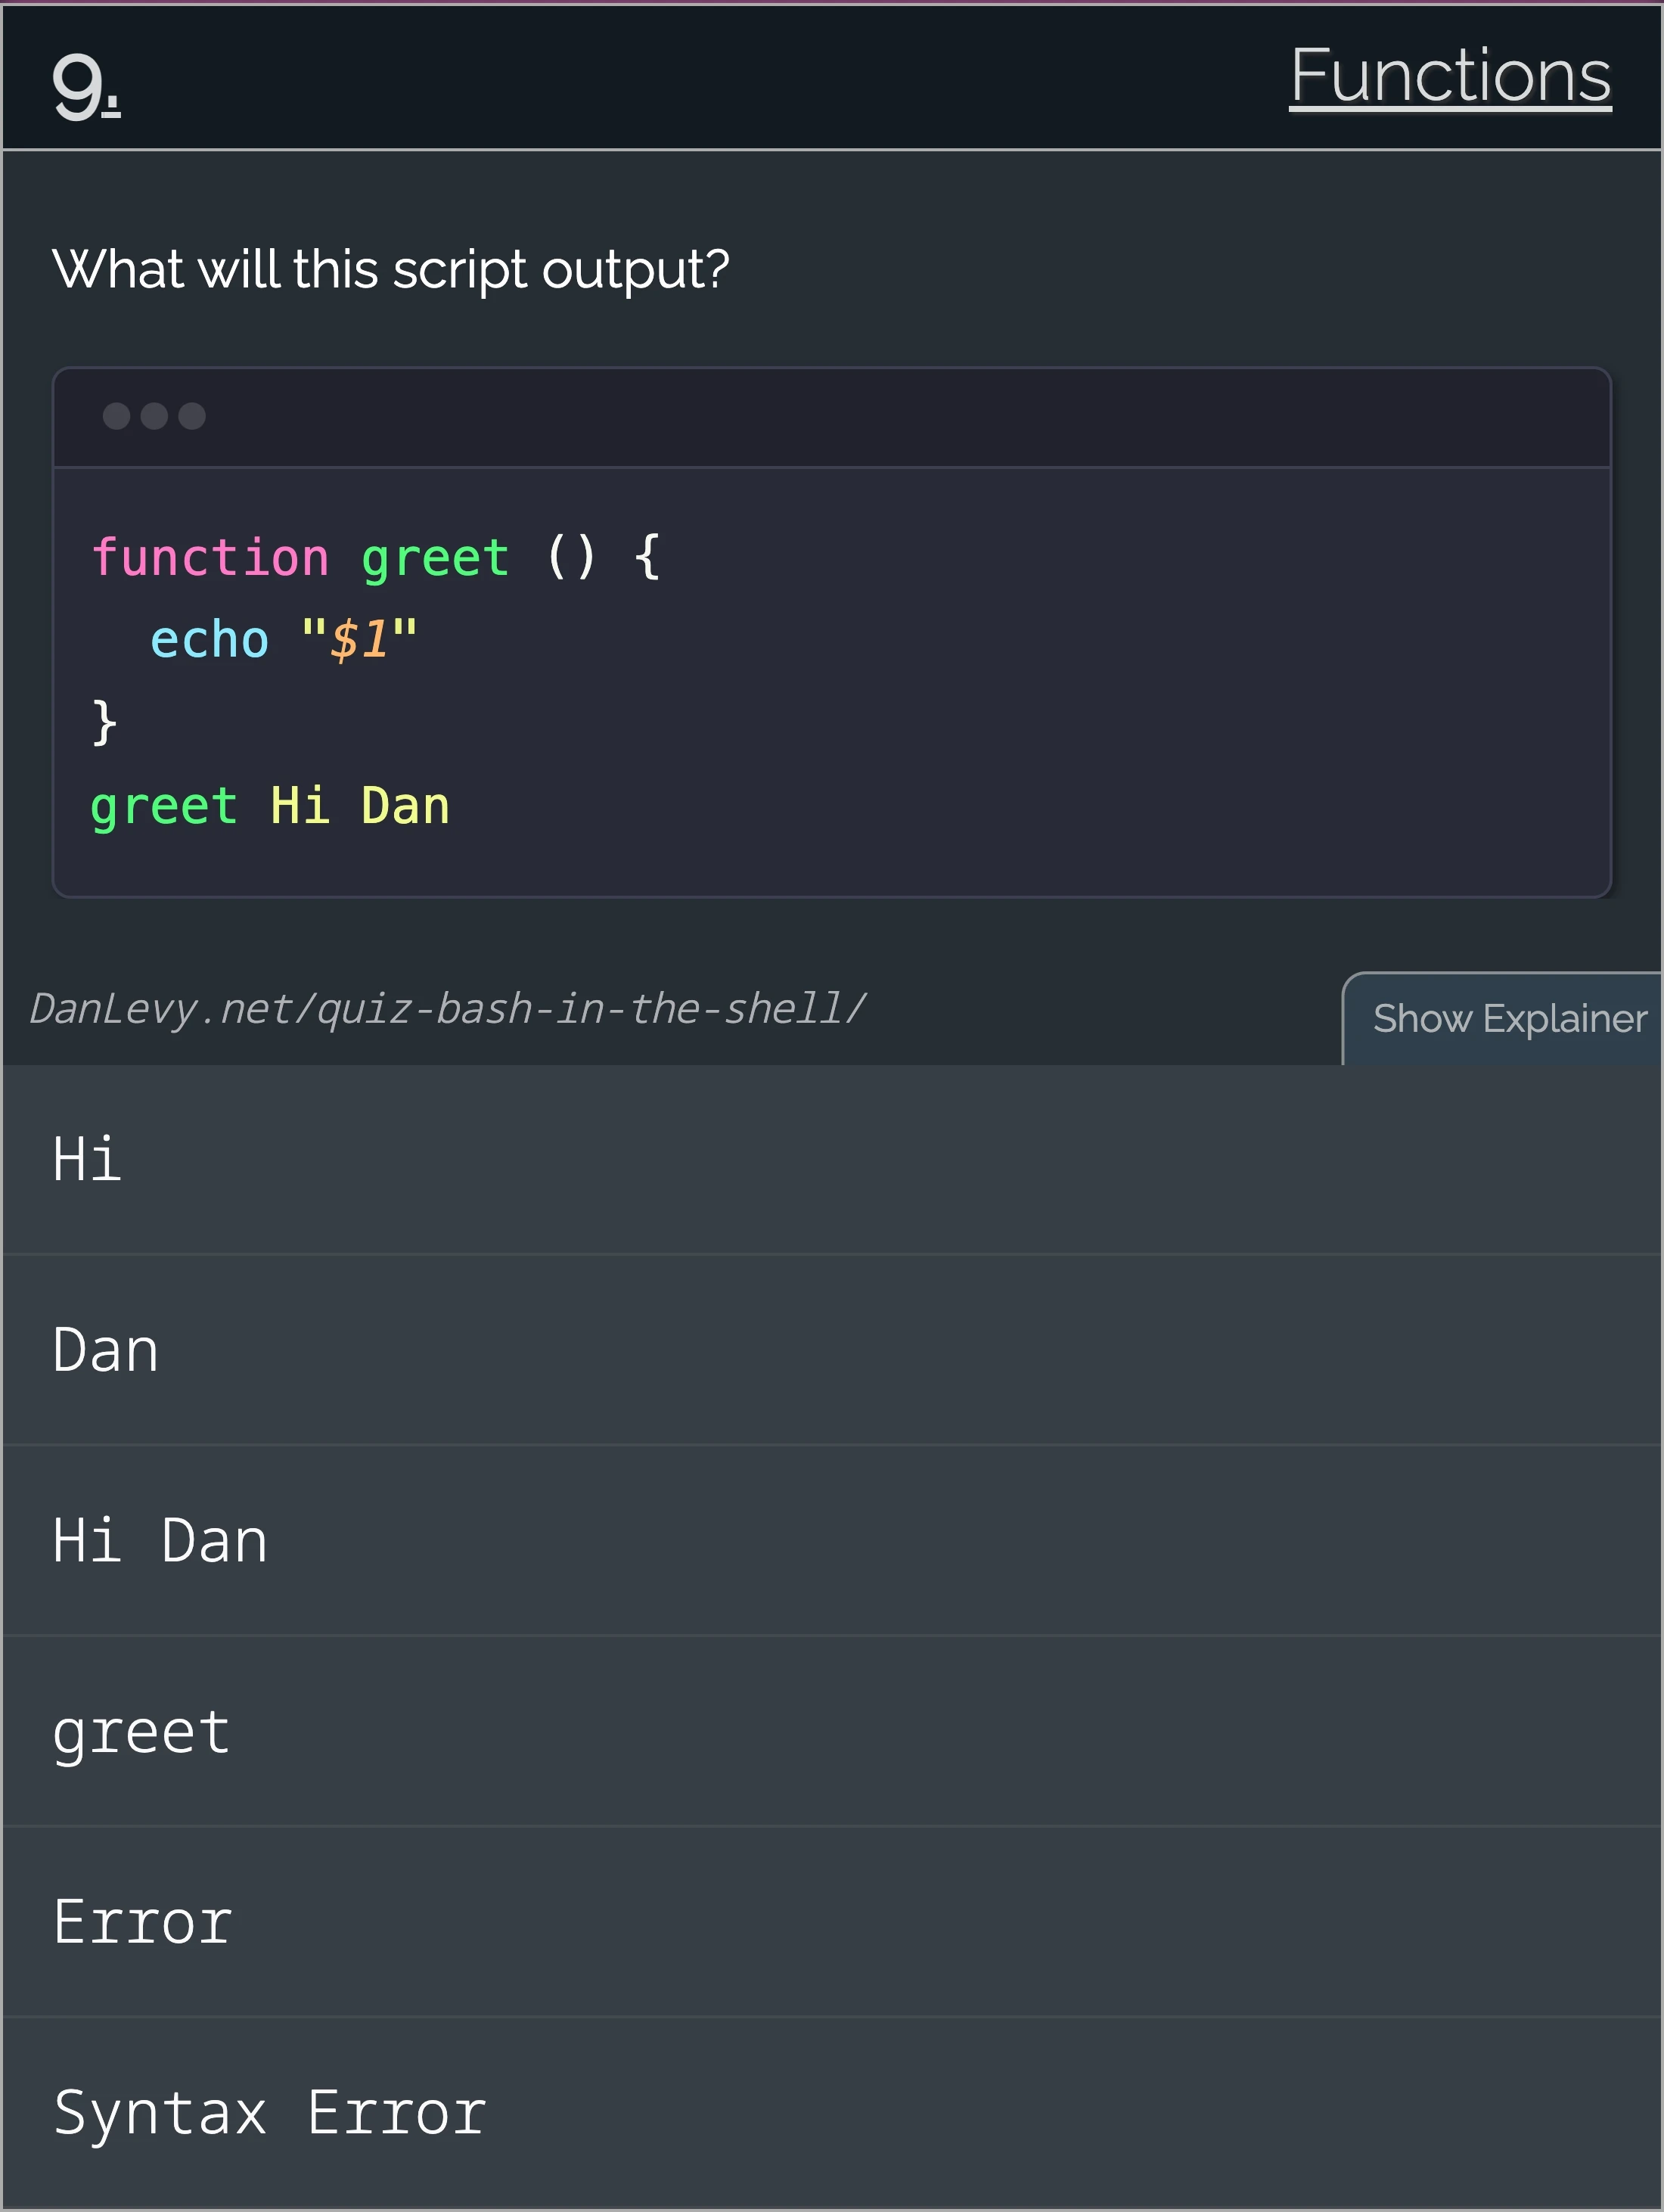 9.
Functions
What will this script output?
function greet () {
  echo "$1"
}
greet Hi Dan
DanLevy.net/quiz-bash-in-the-shell/
Show Explainer
Hi
Dan
Hi Dan
greet
Error
Syntax Error